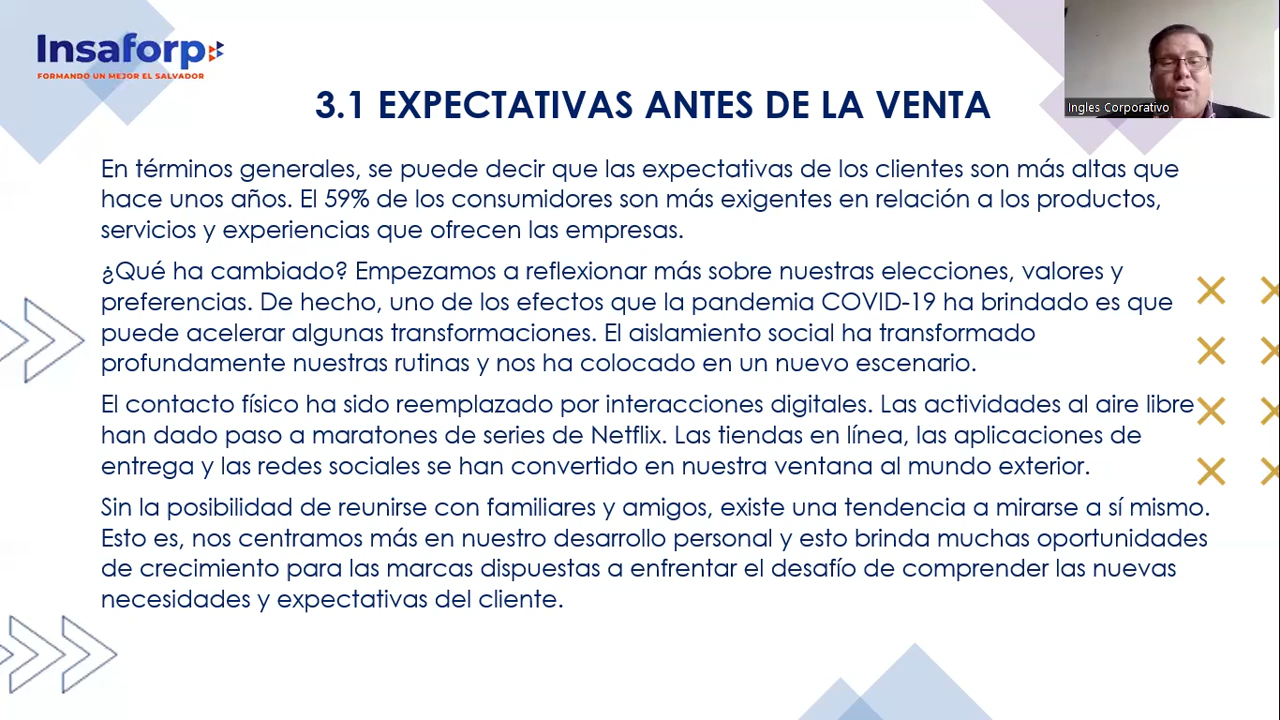 Insaforp
FORMANDO UN MEJOR EL SALVADOR
Ingles Corporativo
3.1 EXPECTATIVAS ANTES DE LA VENTA
En términos generales, se puede decir que las expectativas de los clientes son más altas que
hace unos años. El 59% de los consumidores son más exigentes en relación a los productos,
servicios y experiencias que ofrecen las empresas.
¿Qué ha cambiado? Empezamos a reflexionar más sobre nuestras elecciones, valores y
preferencias. De hecho, uno de los efectos que la pandemia COVID-19 ha brindado es que
puede acelerar algunas transformaciones. El aislamiento social ha transformado
profundamente nuestras rutinas y nos ha colocado en un nuevo escenario.
El contacto físico ha sido reemplazado por interacciones digitales. Las actividades al aire libre
han dado paso a maratones de series de Netflix. Las tiendas en línea, las aplicaciones de
entrega y las redes sociales se han convertido en nuestra ventana al mundo exterior.
Sin la posibilidad de reunirse con familiares y amigos, existe una tendencia a mirarse a sí mismo.
Esto es, nos centramos más en nuestro desarrollo personal y esto brinda muchas oportunidades
de crecimiento para las marcas dispuestas a enfrentar el desafío de comprender las nuevas
necesidades y expectativas del cliente.